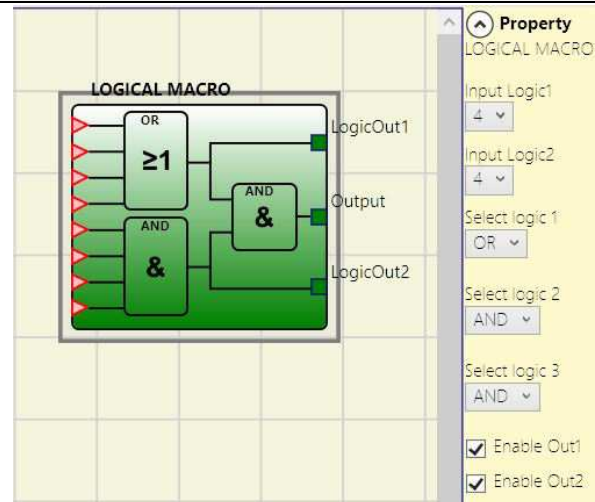 LOGICAL MACRO
OR
≥1
AND
&
AND
&
LogicOut1
Output
LogicOut2
Property
LOGICAL MACRO
Input Logic1
4
Input Logic2
4
Select logic 1
OR
Select logic 2
AND
Select logic 3
AND
Enable Out1
Enable Out2